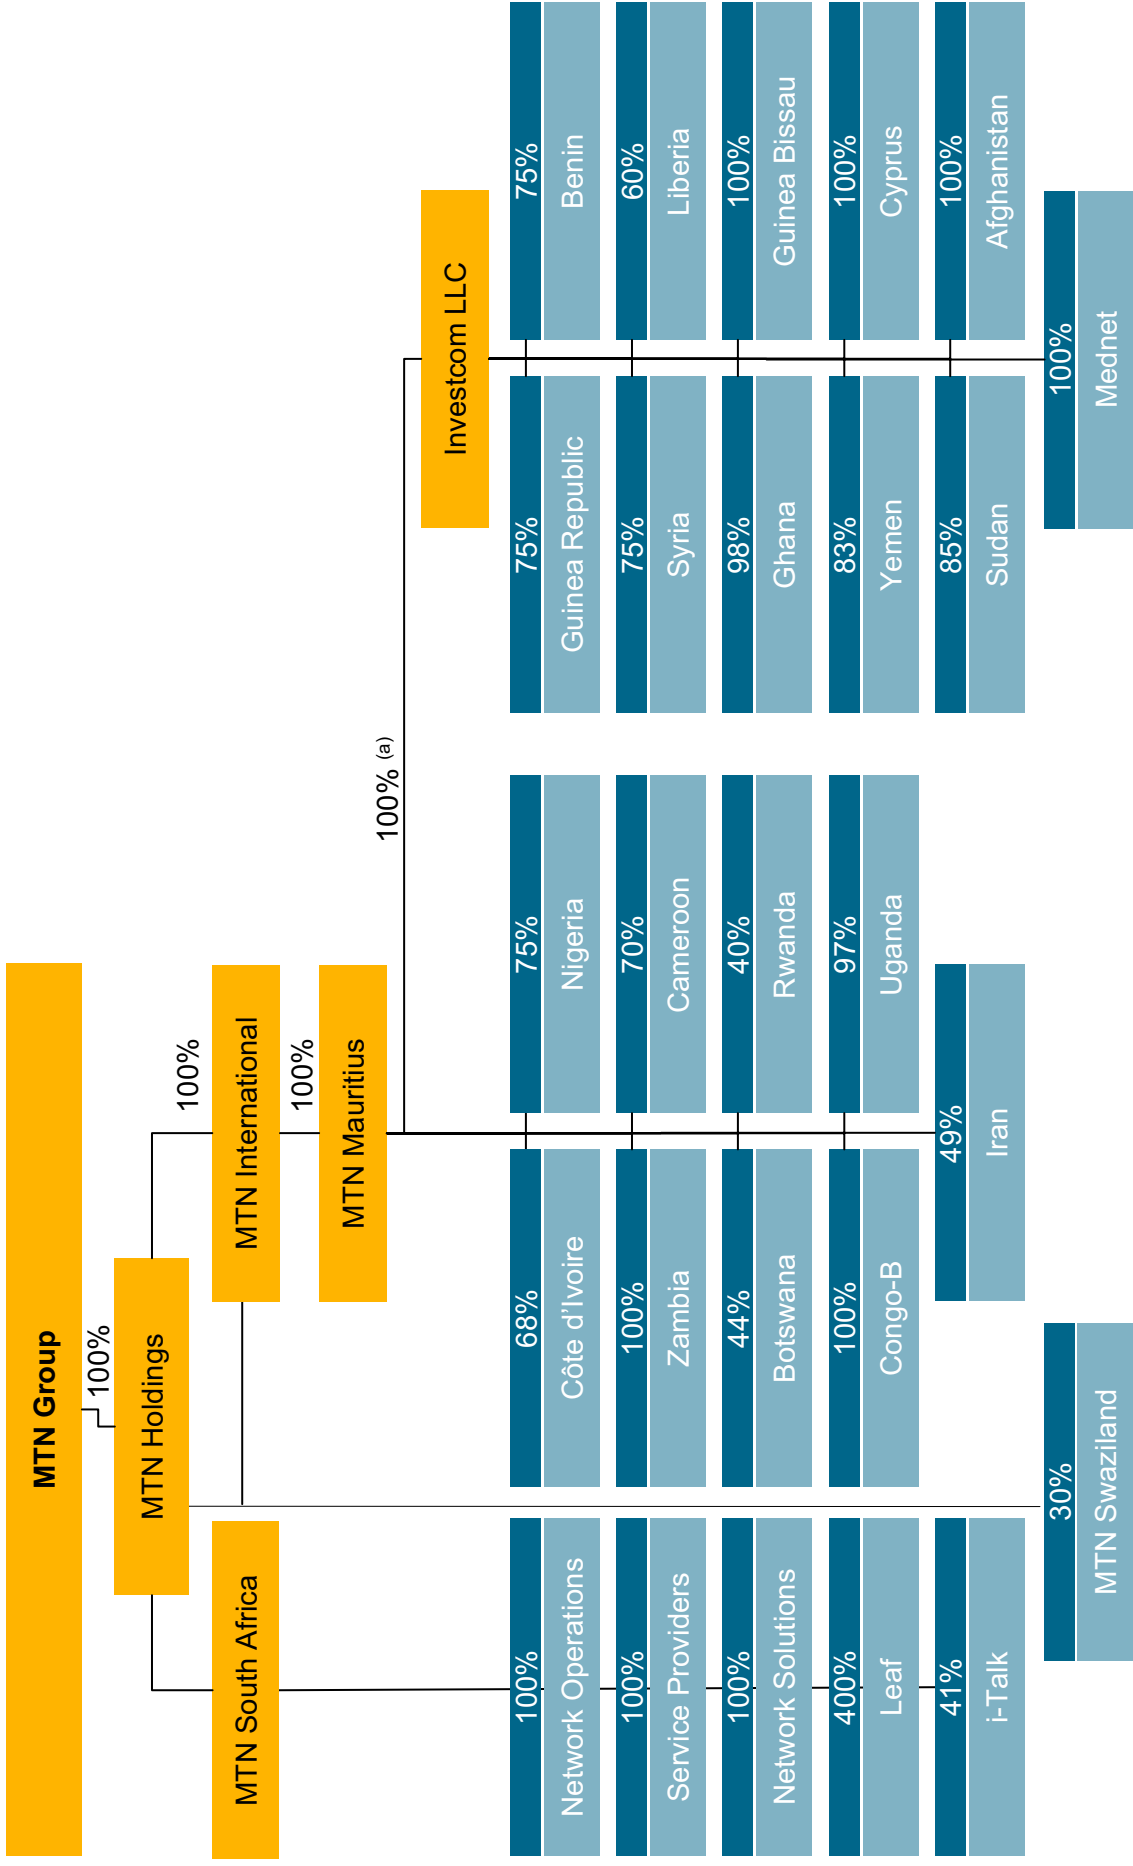 MTN Group
100%
MTN Holdings
100%
MTN South Africa
MTN International
100%
MTN Mauritius
100% (a)
Investcom LLC
100%
Network Operations
68%
Côte d'Ivoire
75%
Nigeria
75%
Guinea Republic
75%
Benin
100%
Service Providers
100%
Zambia
70%
Cameroon
75%
Syria
60%
Liberia
100%
Network Solutions
44%
Botswana
40%
Rwanda
98%
Ghana
100%
Guinea Bissau
400%
Leaf
100%
Congo-B
97%
Uganda
83%
Yemen
100%
Cyprus
41%
i-Talk
49%
Iran
85%
Sudan
100%
Afghanistan
30%
MTN Swaziland
100%
Mednet